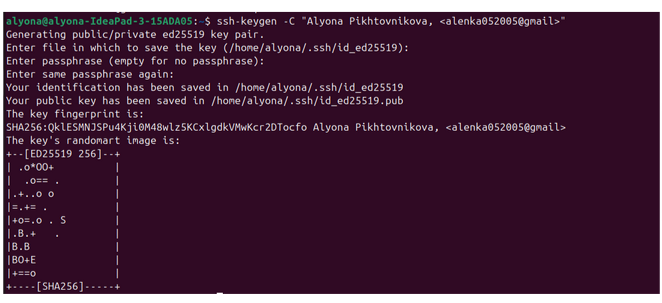 alyona@alyona-IdeaPad-3-15ADA05:~$ ssh-keygen -C "Alyona Pikhtovnikova, <alenka052005@gmail>"
Generating public/private ed25519 key pair.
Enter file in which to save the key (/home/alyona/.ssh/id_ed25519):
Enter passphrase (empty for no passphrase):
Enter same passphrase again:
Your identification has been saved in /home/alyona/.ssh/id_ed25519
Your public key has been saved in /home/alyona/.ssh/id_ed25519.pub
The key fingerprint is:
SHA256:QklESMNJSPu4Kji0M48wlz5KCxlgdkVMwKcr2DTocfo Alyona Pikhtovnikova, <alenka052005@gmail>
The key's randomart image is:
+--[ED25519 256]--+
| .o*OO+          |
|  .o== .         |
|.+..o o          |
|=.+= .           |
|+o=.o . S        |
|.B.+   .         |
|B.B              |
|BO+E             |
|+==o             |
+----[SHA256]-----+